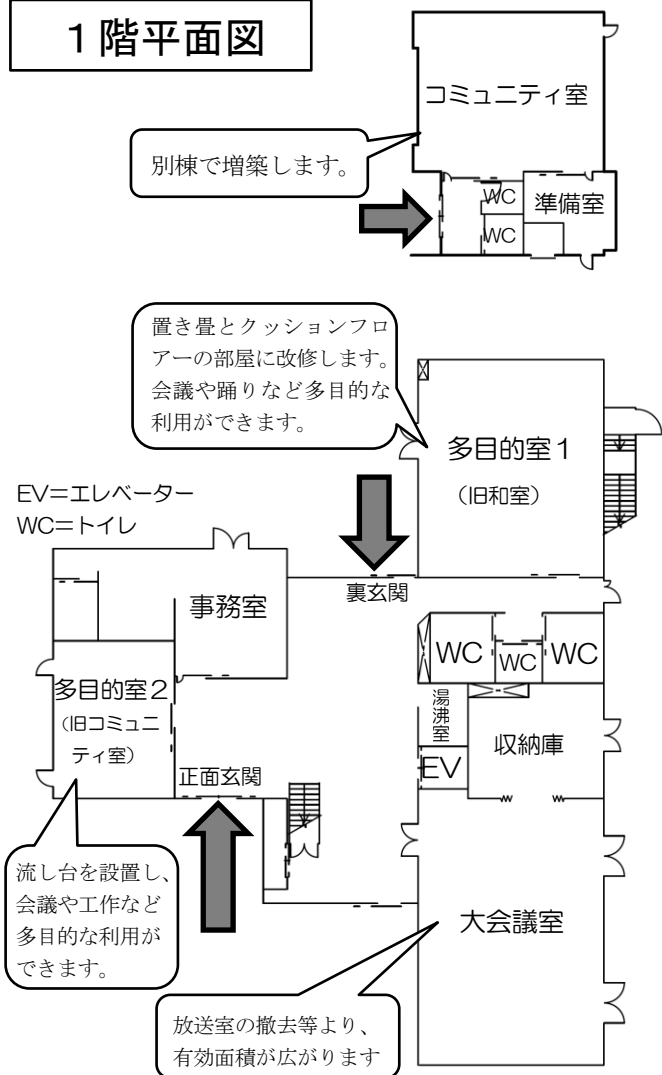 １階平面図
コミュニティ室
別棟で増築します。
WC
準備室
WC
置き畳とクッションフロ
アーの部屋に改修します。
会議や踊りなど多目的な
利用ができます。
多目的室１
（旧和室）
EV=エレベーター
WC=トイレ
裏玄関
事務室
WC
WC
WC
多目的室２
（旧コミュニ
ティ室）
湯沸室
収納庫
EV
正面玄関
流し台を設置し、
会議や工作など
多目的な利用が
できます。
大会議室
放送室の撤去等より、
有効面積が広がります